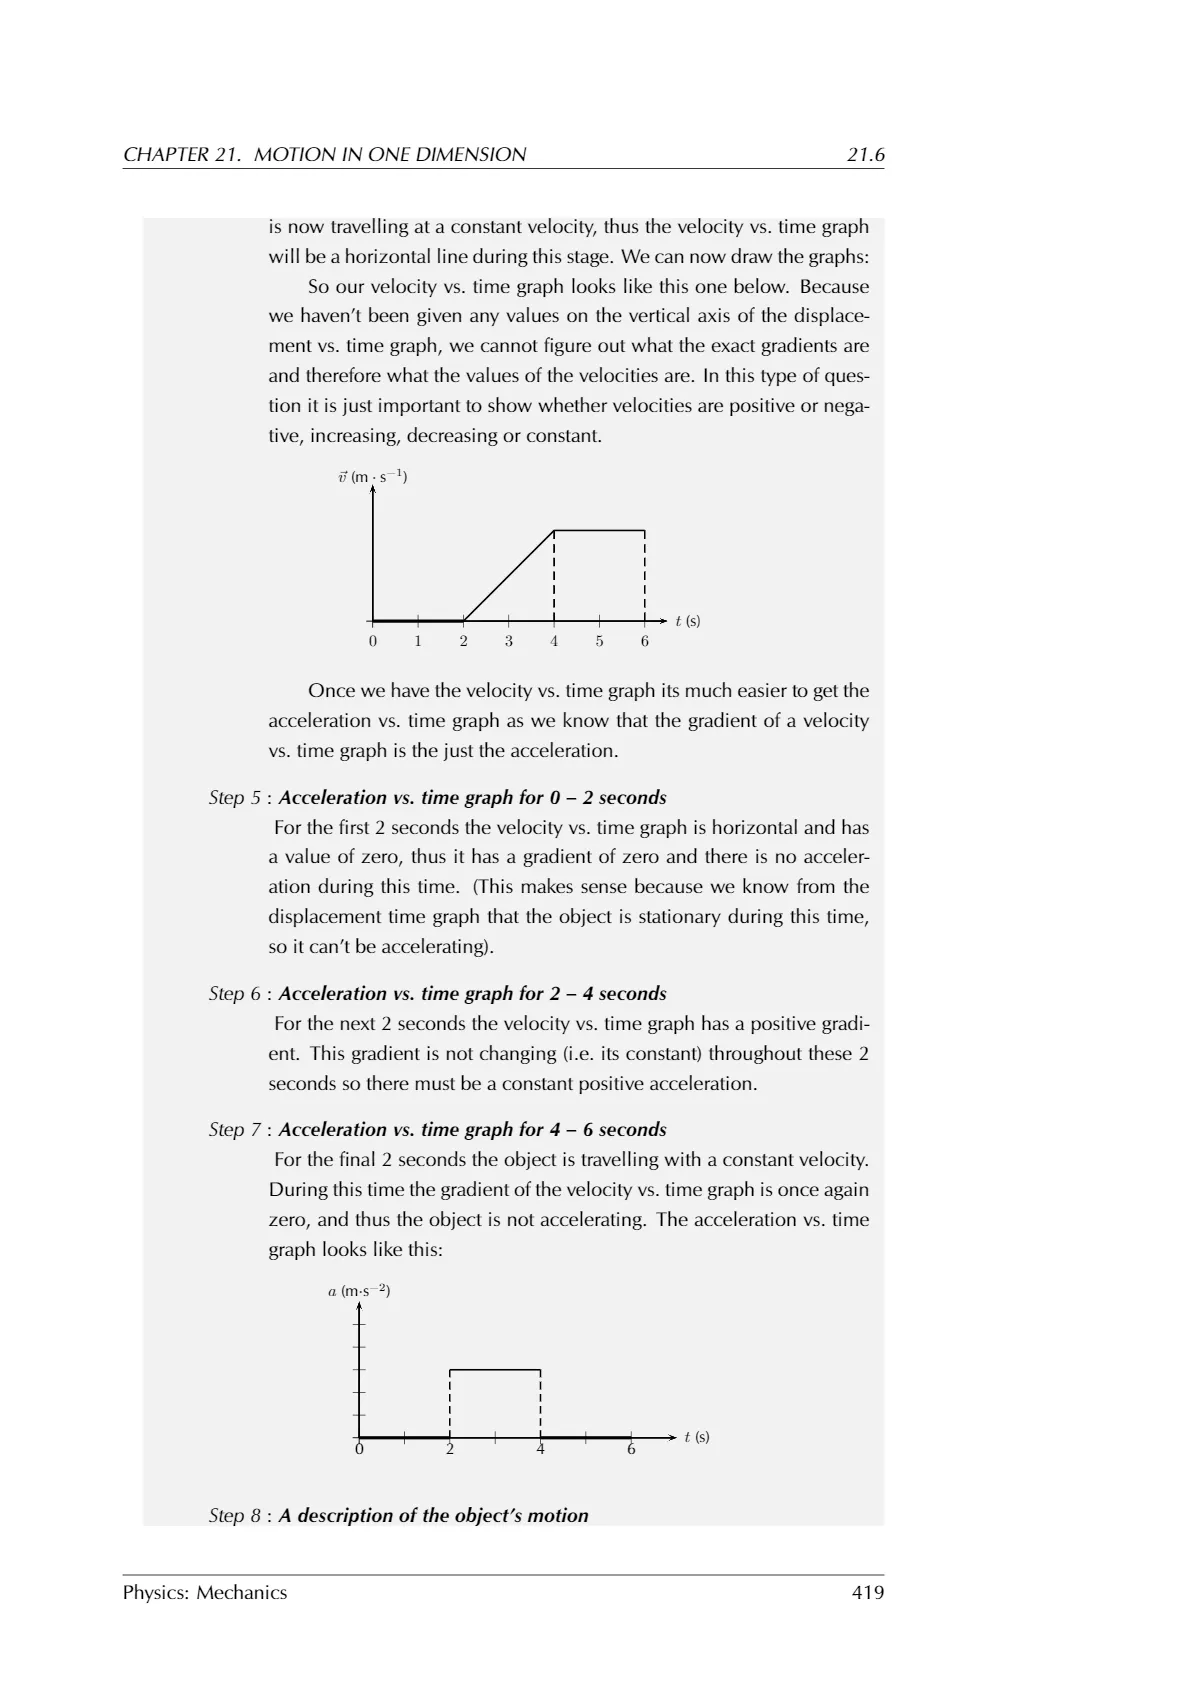 CHAPTER 21. MOTION IN ONE DIMENSION 21.6
is now travelling at a constant velocity, thus the velocity vs. time graph
will be a horizontal line during this stage. We can now draw the graphs:
So our velocity vs. time graph looks like this one below. Because
we haven't been given any values on the vertical axis of the displace-
ment vs. time graph, we cannot figure out what the exact gradients are
and therefore what the values of the velocities are. In this type of ques-
tion it is just important to show whether velocities are positive or nega-
tive, increasing, decreasing or constant.
v⃗ (m · s⁻¹)
t (s)
0 1 2 3 4 5 6
Once we have the velocity vs. time graph its much easier to get the
acceleration vs. time graph as we know that the gradient of a velocity
vs. time graph is the just the acceleration.
Step 5 : Acceleration vs. time graph for 0 – 2 seconds
For the first 2 seconds the velocity vs. time graph is horizontal and has
a value of zero, thus it has a gradient of zero and there is no acceler-
ation during this time. (This makes sense because we know from the
displacement time graph that the object is stationary during this time,
so it can't be accelerating).
Step 6 : Acceleration vs. time graph for 2 – 4 seconds
For the next 2 seconds the velocity vs. time graph has a positive gradi-
ent. This gradient is not changing (i.e. its constant) throughout these 2
seconds so there must be a constant positive acceleration.
Step 7 : Acceleration vs. time graph for 4 – 6 seconds
For the final 2 seconds the object is travelling with a constant velocity.
During this time the gradient of the velocity vs. time graph is once again
zero, and thus the object is not accelerating. The acceleration vs. time
graph looks like this:
a (m·s⁻²)
t (s)
0 2 4 6
Step 8 : A description of the object's motion
Physics: Mechanics 419